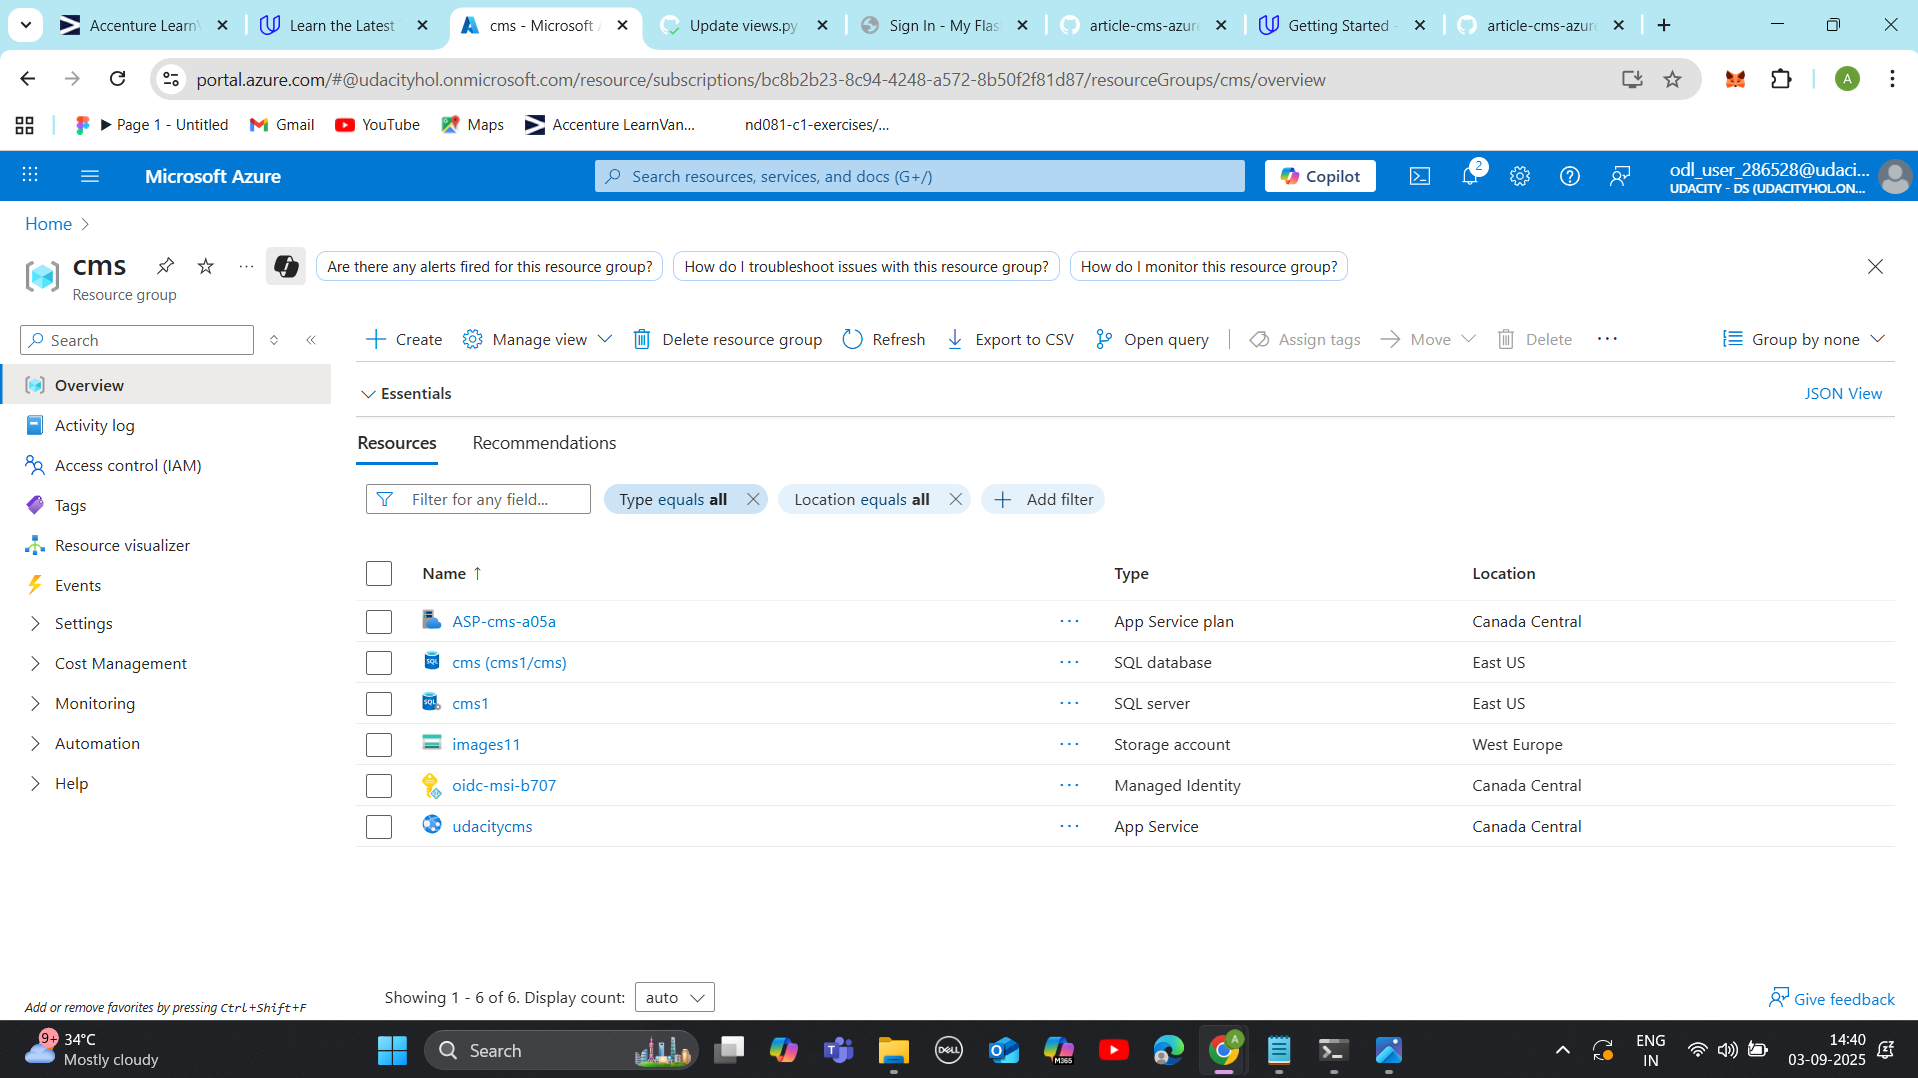 Accenture LearnV
Learn the Latest
cms - Microsoft A
Update views.py
Sign In - My Flas
article-cms-azure
Getting Started -
article-cms-azure
portal.azure.com/#@udacityhol.onmicrosoft.com/resource/subscriptions/bc8b2b23-8c94-4248-a572-8b50f2f81d87/resourceGroups/cms/overview
A
▶ Page 1 - Untitled
Gmail
YouTube
Maps
Accenture LearnVan...
nd081-c1-exercises/...
Microsoft Azure
Search resources, services, and docs (G+/)
Copilot
2
odl_user_286528@udaci...
UDACITY - DS (UDACITYHOL.ON...
Home
cms
Resource group
Are there any alerts fired for this resource group?
How do I troubleshoot issues with this resource group?
How do I monitor this resource group?
Search
Create
Manage view
Delete resource group
Refresh
Export to CSV
Open query
Assign tags
Move
Delete
Group by none
Overview
Activity log
Access control (IAM)
Tags
Resource visualizer
Events
Settings
Cost Management
Monitoring
Automation
Help
Essentials
JSON View
Resources
Recommendations
Filter for any field...
Type equals all
Location equals all
Add filter
Name ↑ Type Location
ASP-cms-a05a App Service plan Canada Central
cms (cms1/cms) SQL database East US
cms1 SQL server East US
images11 Storage account West Europe
oidc-msi-b707 Managed Identity Canada Central
udacitycms App Service Canada Central
Showing 1 - 6 of 6. Display count: auto
Give feedback
Add or remove favorites by pressing Ctrl+Shift+F
9+
34°C
Mostly cloudy
Search
DELL
M365
A
ENG
IN
14:40
03-09-2025